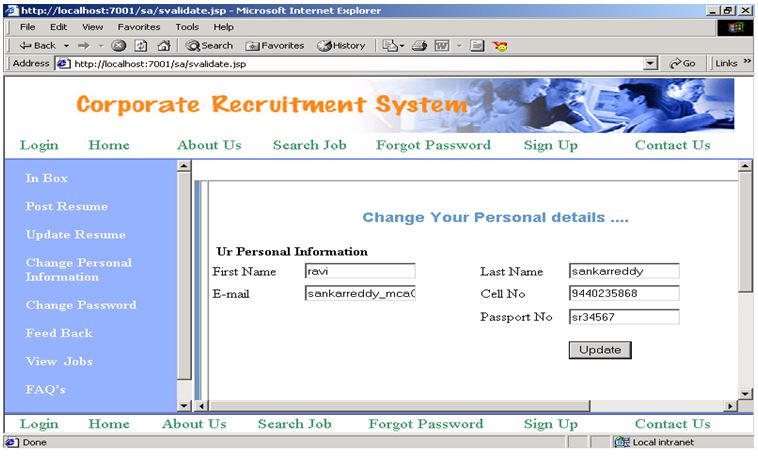 http://localhost:7001/sa/svalidate.jsp - Microsoft Internet Explorer
File Edit View Favorites Tools Help
Back Search Favorites History
Address http://localhost:7001/sa/svalidate.jsp Go Links »
Corporate Recruitment System
Login Home About Us Search Job Forgot Password Sign Up Contact Us
In Box
Post Resume
Update Resume
Change Personal
Information
Change Password
Feed Back
View Jobs
FAQ's
Change Your Personal details ....
Ur Personal Information
First Name ravi Last Name sankarreddy
E-mail sankarreddy_mca Cell No 9440235868
Passport No sr34567
Update
Login Home About Us Search Job Forgot Password Sign Up Contact Us
Done Local intranet